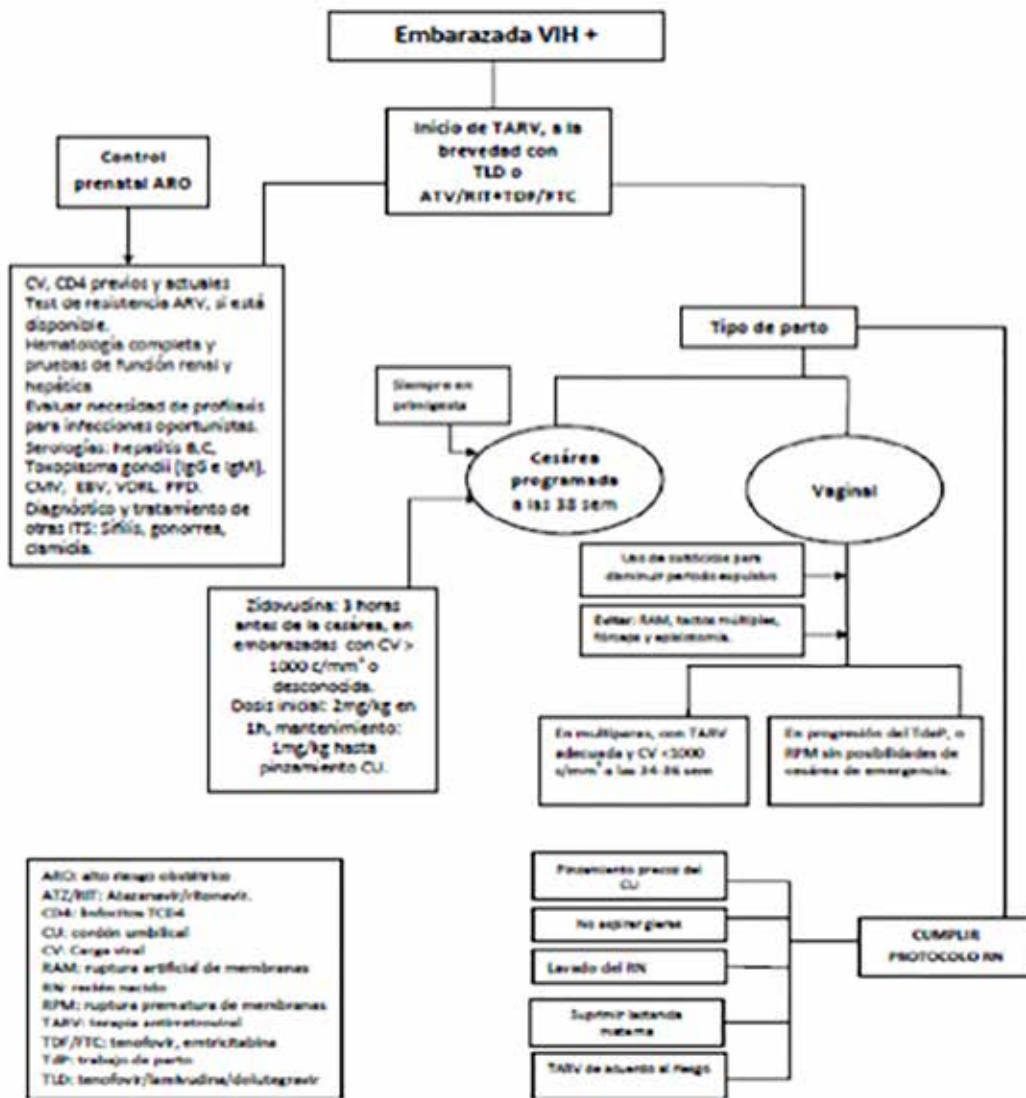 Embarazada VIH +
Inicio de TARV, a la
brevedad con
TLD o
ATV/RIT+TDF/FTC
Control
prenatal ARO
CV, CD4 previos y actuales
Test de resistencia ARV, si está
disponible.
Hematología completa y
pruebas de función renal y
hepática
Evaluar necesidad de profilaxis
para infecciones oportunistas.
Serologías: hepatitis B,C,
Toxoplasma gondii (IgG e IgM),
CMV, EBV, VDRL, PPD.
Diagnóstico y tratamiento de
otras ITS: Sífilis, gonorrea,
clamidia.
Tipo de parto
Siempre en
primigesta
Cesárea
programada
a las 38 sem
Vaginal
Zidovudina: 3 horas
antes de la cesárea, en
embarazadas con CV >
1000 c/mm³ o
desconocida.
Dosis inicial: 2mg/kg en
1h, mantenimiento:
1mg/kg hasta
pinzamiento CU.
Uso de oxitócicos para
disminuir periodo expulsivo
Evitar: RAM, tactos múltiples,
fórceps y episiotomía.
En multíparas, con TARV
adecuada y CV <1000
c/mm³ a las 34-36 sem
En progresión del TdeP, o
RPM sin posibilidades de
cesárea de emergencia.
ARO: alto riesgo obstétrico
ATZ/RIT: Atazanavir/ritonavir.
CD4: linfocitos TCD4
CU: cordón umbilical
CV: Carga viral
RAM: ruptura artificial de membranas
RN: recién nacido
RPM: ruptura prematura de membranas
TARV: terapia antirretroviral
TDF/FTC: tenofovir, emtricitabina
TdP: trabajo de parto
TLD: tenofovir/lamivudina/dolutegravir
Pinzamiento precoz del
CU
No aspirar gleras
Lavado del RN
Suprimir lactancia
materna
TARV de acuerdo al riesgo
CUMPLIR
PROTOCOLO RN